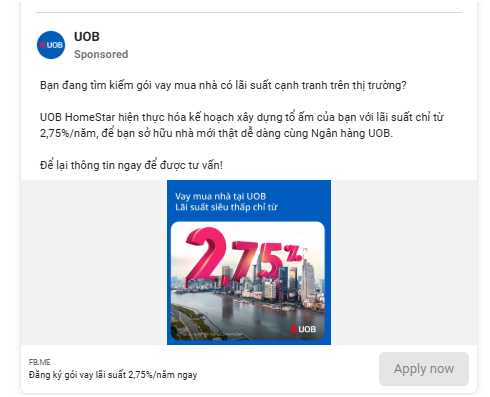 UOB
UOB
Sponsored
Bạn đang tìm kiếm gói vay mua nhà có lãi suất cạnh tranh trên thị trường?
UOB HomeStar hiện thực hóa kế hoạch xây dựng tổ ấm của bạn với lãi suất chỉ từ
2,75%/năm, để bạn sở hữu nhà mới thật dễ dàng cùng Ngân hàng UOB.
Để lại thông tin ngay để được tư vấn!
Vay mua nhà tại UOB
Lãi suất siêu thấp chỉ từ
2,75%
UOB
FB.ME
Đăng ký gói vay lãi suất 2,75%/năm ngay
Apply now